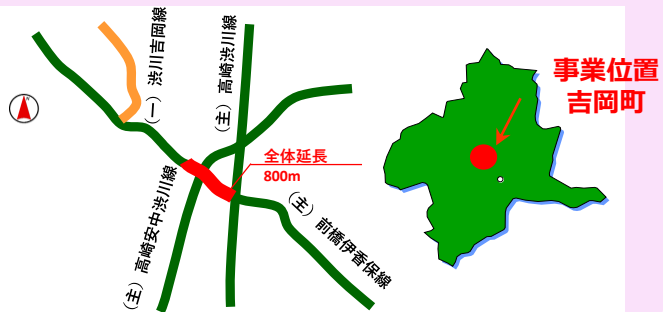 (一) 渋川吉岡線
(主) 高崎渋川線
全体延長
800m
(主) 高崎安中渋川線
(主) 前橋伊香保線
事業位置
吉岡町